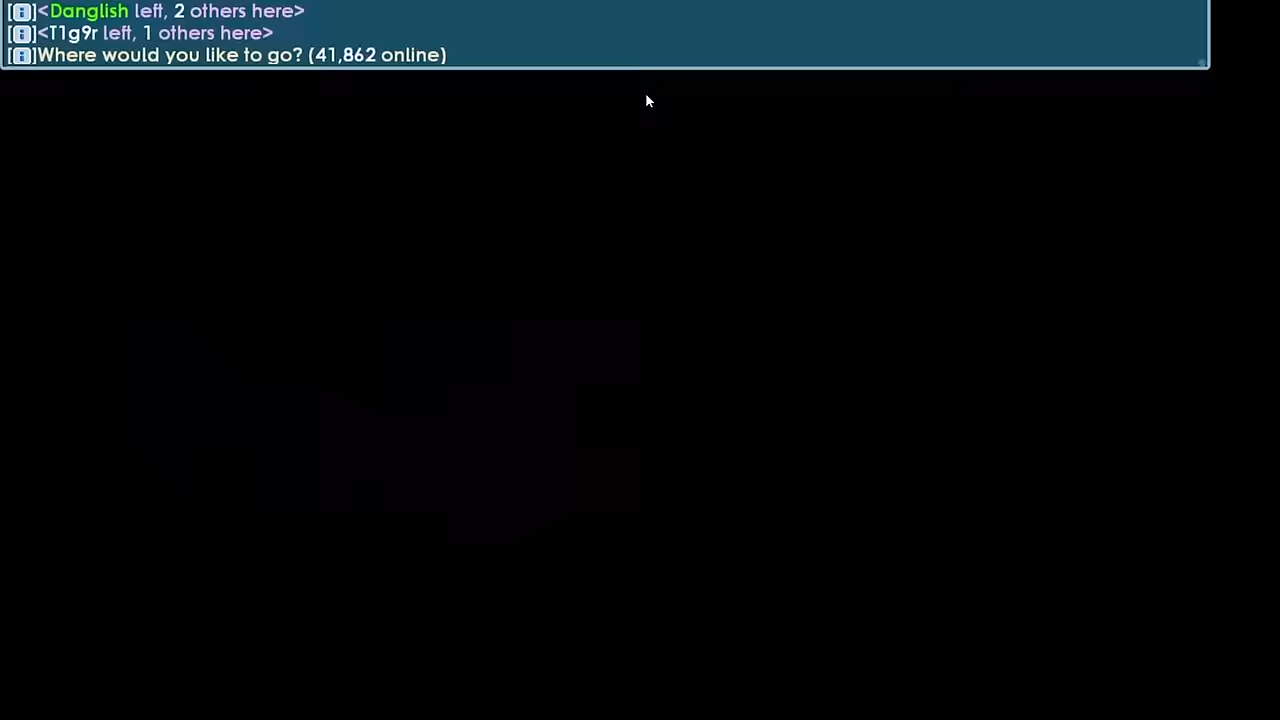 [i]<Danglish left, 2 others here>
[i]<T1g9r left, 1 others here>
[i]Where would you like to go? (41,862 online)